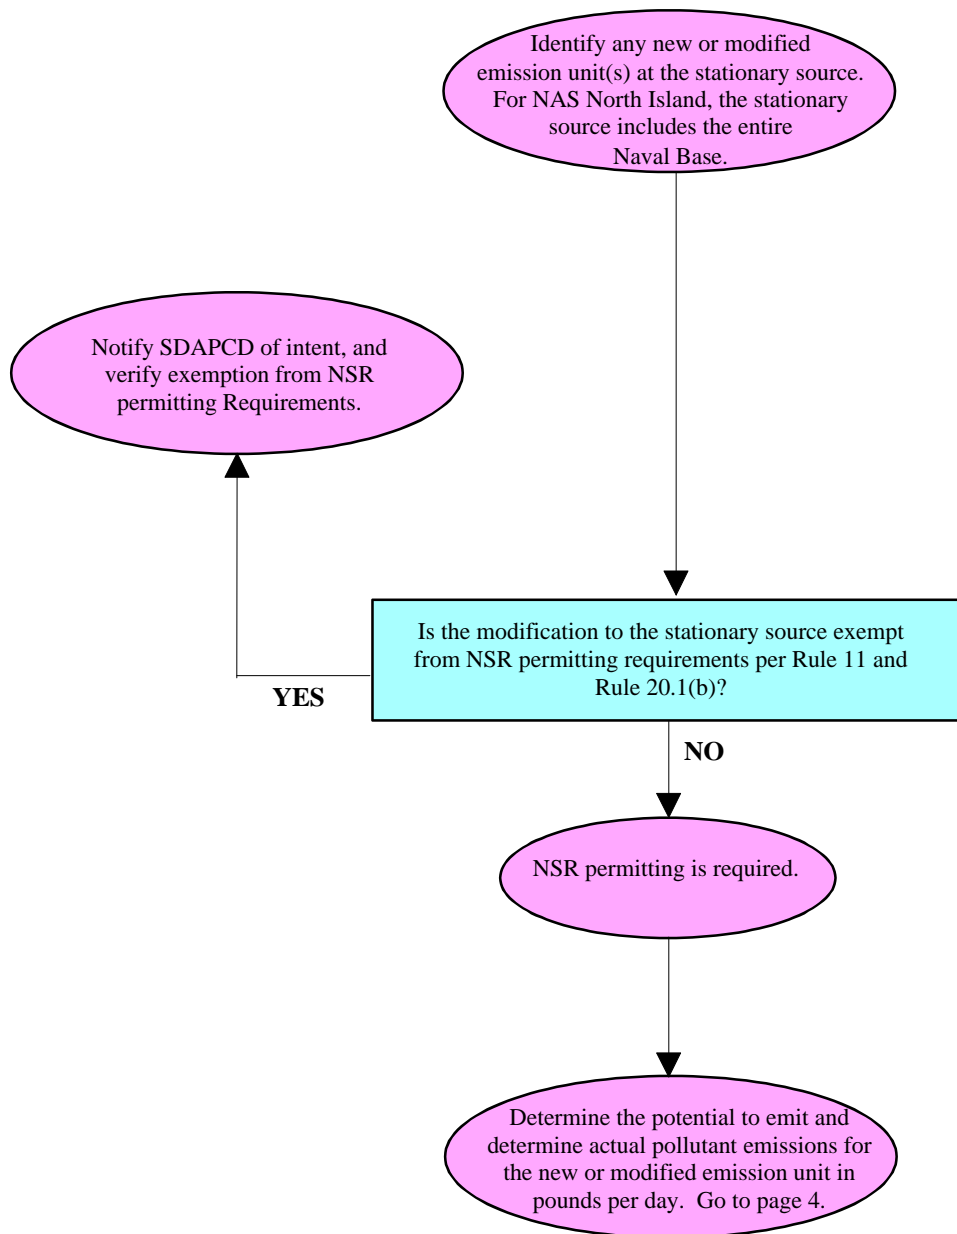 Identify any new or modified
emission unit(s) at the stationary source.
For NAS North Island, the stationary
source includes the entire
Naval Base.
Notify SDAPCD of intent, and
verify exemption from NSR
permitting Requirements.
Is the modification to the stationary source exempt
from NSR permitting requirements per Rule 11 and
Rule 20.1(b)?
YES
NO
NSR permitting is required.
Determine the potential to emit and
determine actual pollutant emissions for
the new or modified emission unit in
pounds per day.  Go to page 4.